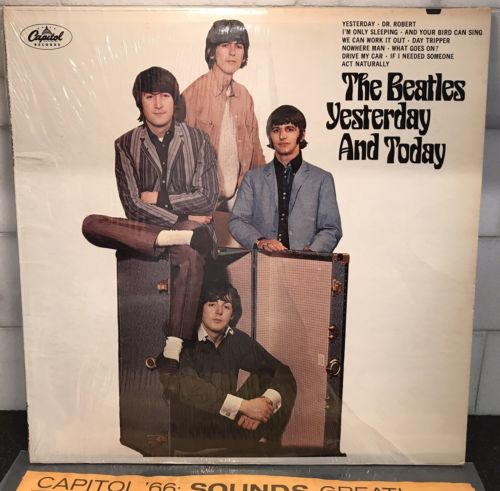 Capitol
RECORDS
YESTERDAY · DR. ROBERT
I'M ONLY SLEEPING · AND YOUR BIRD CAN SING
WE CAN WORK IT OUT · DAY TRIPPER
NOWHERE MAN · WHAT GOES ON?
DRIVE MY CAR · IF I NEEDED SOMEONE
ACT NATURALLY
The Beatles
Yesterday
And Today
CAPITOL '66: SOUNDS GREAT!